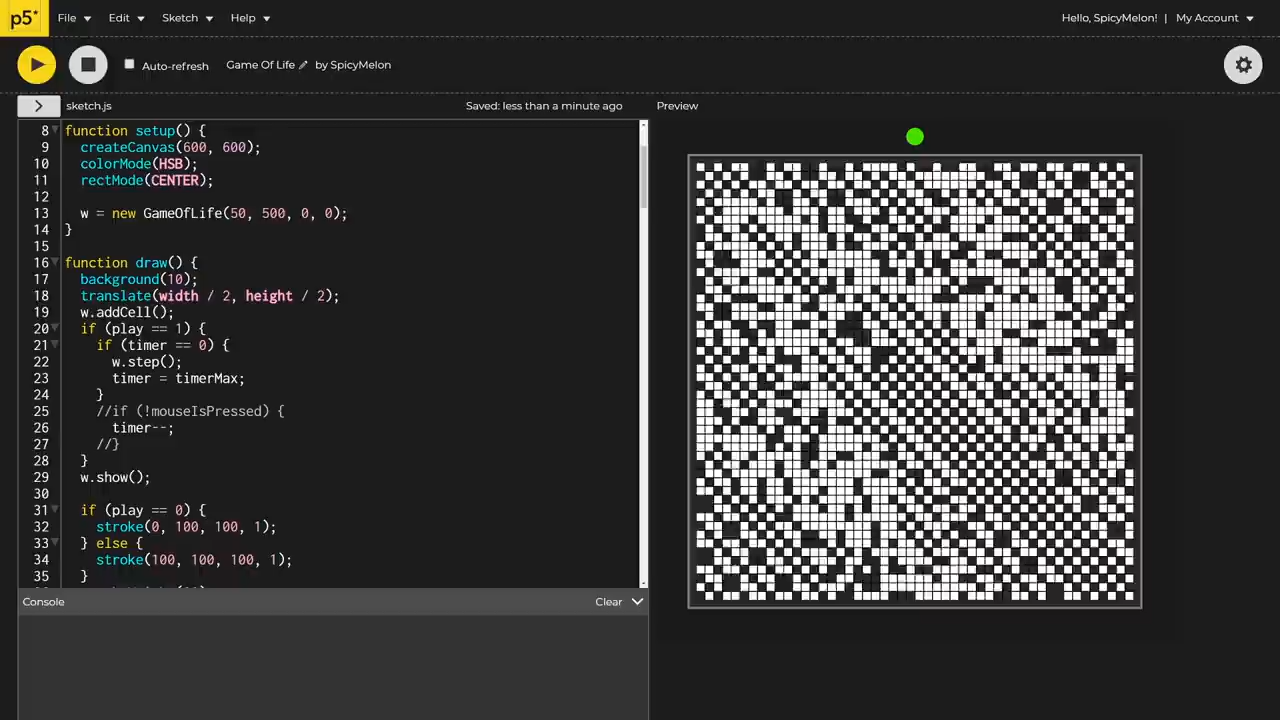 p5* File Edit Sketch Help Hello, SpicyMelon! | My Account
Auto-refresh Game Of Life by SpicyMelon
> sketch.js Saved: less than a minute ago Preview
8 function setup() {
9 createCanvas(600, 600);
10 colorMode(HSB);
11 rectMode(CENTER);
12
13 w = new GameOfLife(50, 500, 0, 0);
14 }
15
16 function draw() {
17 background(10);
18 translate(width / 2, height / 2);
19 w.addCell();
20 if (play == 1) {
21 if (timer == 0) {
22 w.step();
23 timer = timerMax;
24 }
25 //if (!mouseIsPressed) {
26 timer--;
27 //}
28 }
29 w.show();
30
31 if (play == 0) {
32 stroke(0, 100, 100, 1);
33 } else {
34 stroke(100, 100, 100, 1);
35 }
Console Clear